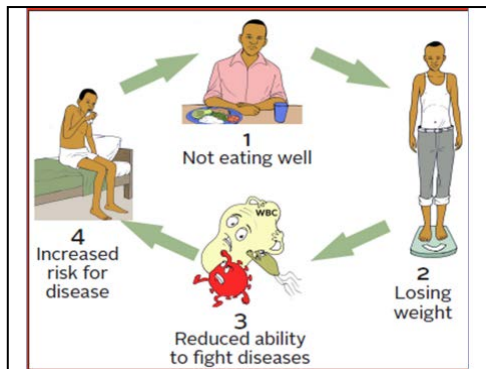 1
Not eating well
2
Losing
weight
WBC
3
Reduced ability
to fight diseases
4
Increased
risk for
disease